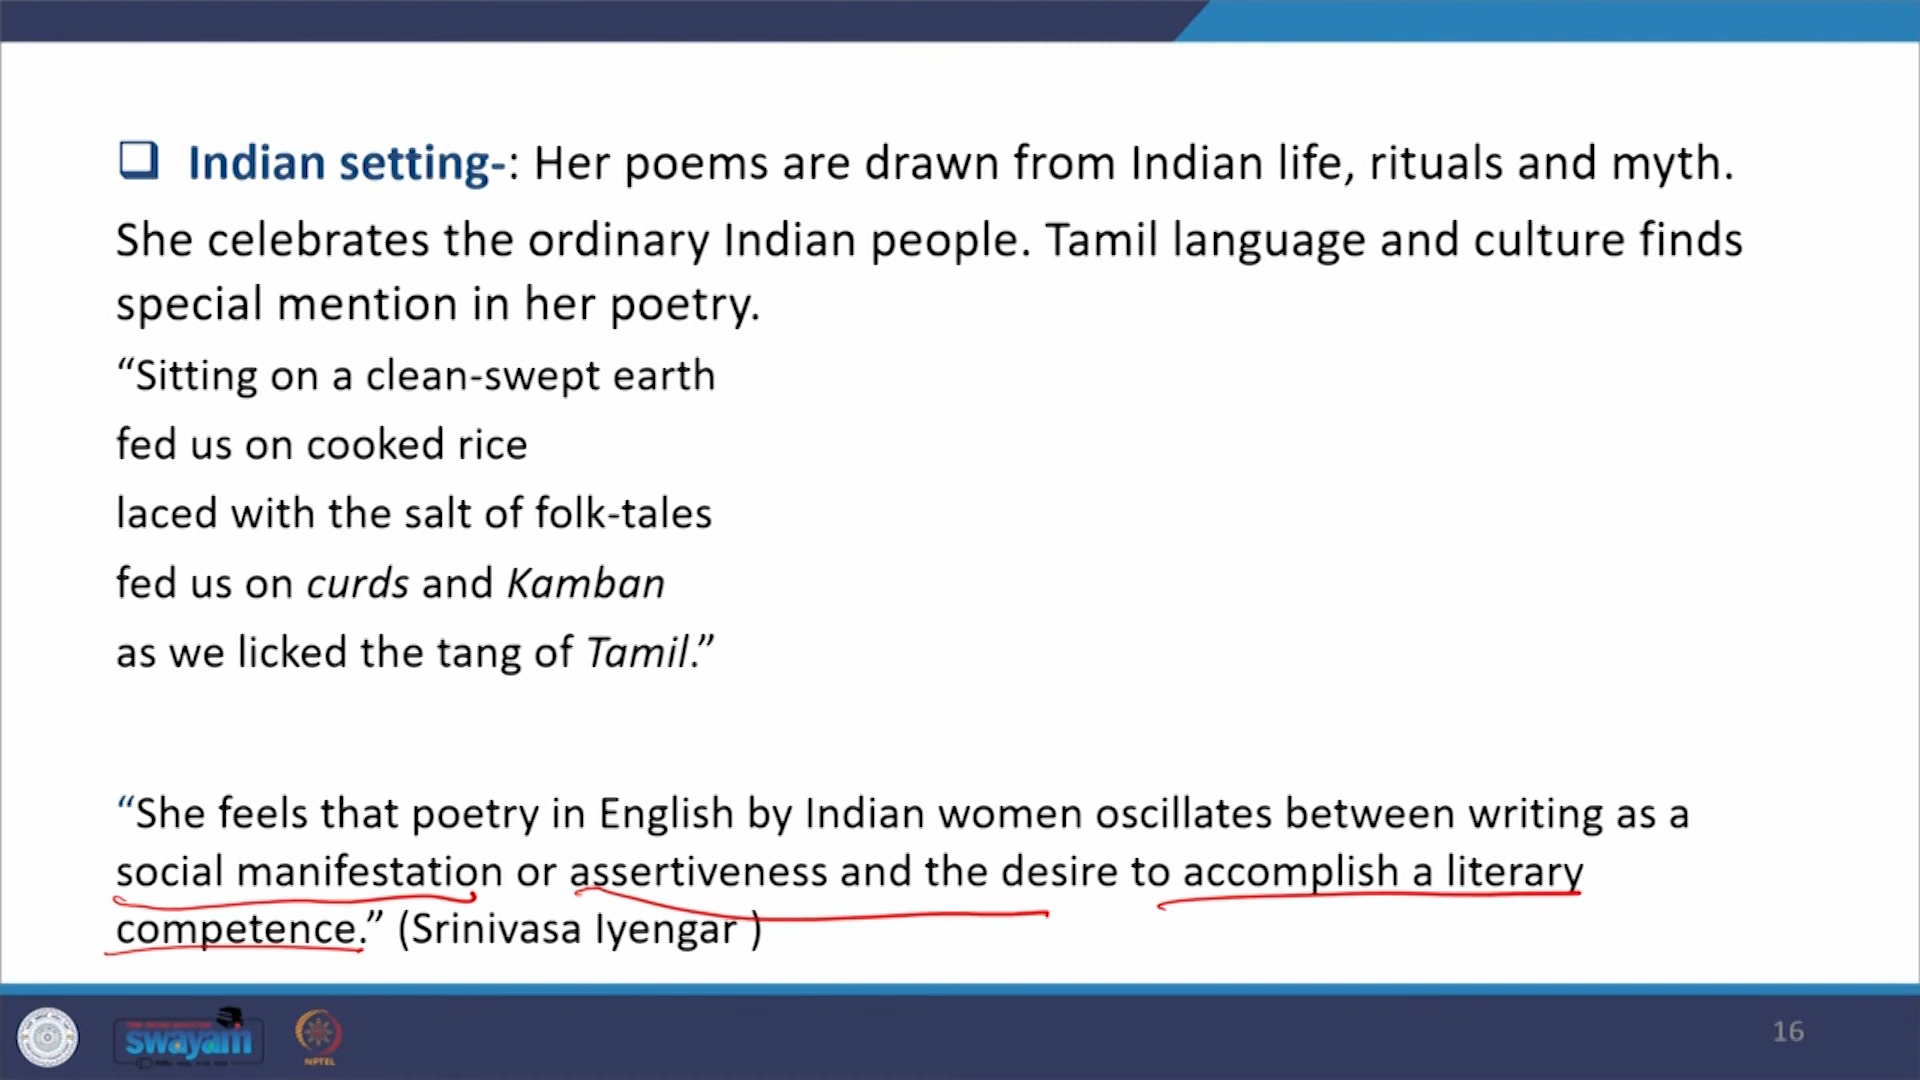 Indian setting-: Her poems are drawn from Indian life, rituals and myth.
She celebrates the ordinary Indian people. Tamil language and culture finds
special mention in her poetry.
“Sitting on a clean-swept earth
fed us on cooked rice
laced with the salt of folk-tales
fed us on curds and Kamban
as we licked the tang of Tamil.”
“She feels that poetry in English by Indian women oscillates between writing as a
social manifestation or assertiveness and the desire to accomplish a literary
competence.” (Srinivasa Iyengar )
swayam
NPTEL
16